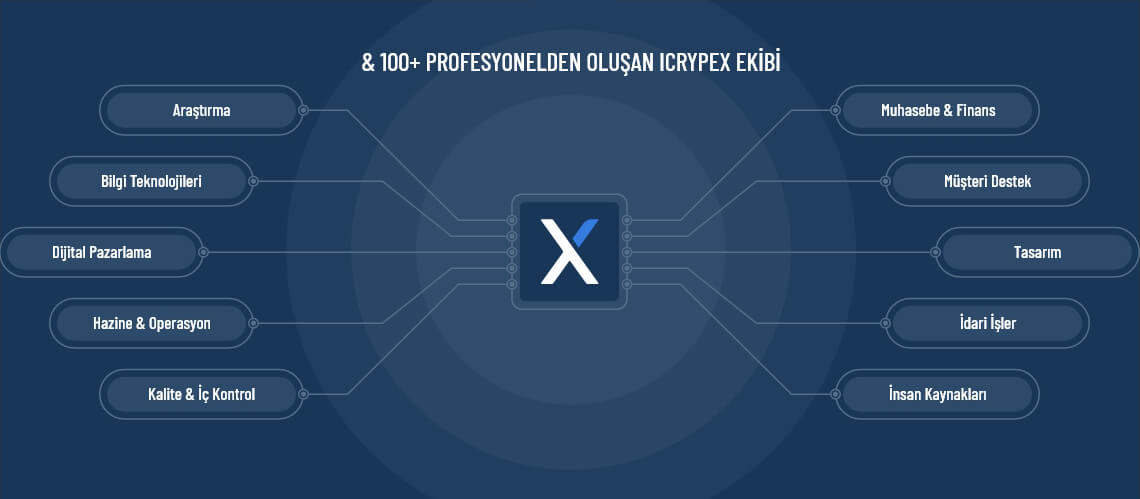 & 100+ PROFESYONELDEN OLUŞAN ICRYPEX EKİBİ
Araştırma
Muhasebe & Finans
Bilgi Teknolojileri
Müşteri Destek
Dijital Pazarlama
Tasarım
Hazine & Operasyon
İdari İşler
Kalite & İç Kontrol
İnsan Kaynakları